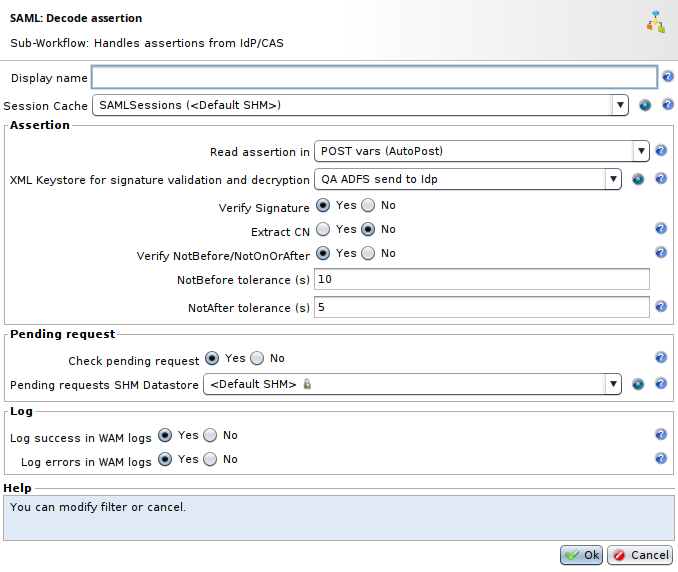 SAML: Decode assertion
Sub-Workflow: Handles assertions from IdP/CAS
Display name
Session Cache SAMLSessions (<Default SHM>)
Assertion
Read assertion in POST vars (AutoPost)
XML Keystore for signature validation and decryption QA ADFS send to Idp
Verify Signature Yes No
Extract CN Yes No
Verify NotBefore/NotOnOrAfter Yes No
NotBefore tolerance (s) 10
NotAfter tolerance (s) 5
Pending request
Check pending request Yes No
Pending requests SHM Datastore <Default SHM>
Log
Log success in WAM logs Yes No
Log errors in WAM logs Yes No
Help
You can modify filter or cancel.
Ok Cancel